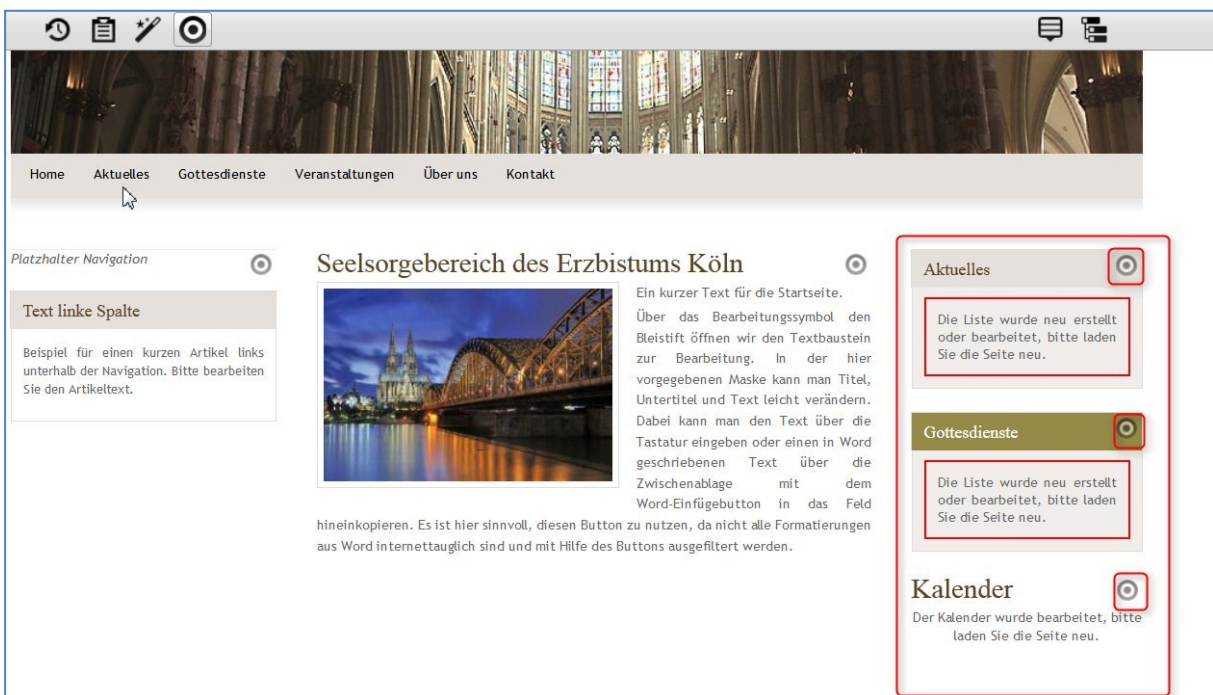 Home Aktuelles Gottesdienste Veranstaltungen Über uns Kontakt
Platzhalter Navigation
Text linke Spalte
Beispiel für einen kurzen Artikel links
unterhalb der Navigation. Bitte bearbeiten
Sie den Artikeltext.
Seelsorgebereich des Erzbistums Köln
Ein kurzer Text für die Startseite.
Über das Bearbeitungssymbol den
Bleistift öffnen wir den Textbaustein
zur Bearbeitung. In der hier
vorgegebenen Maske kann man Titel,
Untertitel und Text leicht verändern.
Dabei kann man den Text über die
Tastatur eingeben oder einen in Word
geschriebenen Text über die
Zwischenablage mit dem
Word-Einfügebutton in das Feld
hineinkopieren. Es ist hier sinnvoll, diesen Button zu nutzen, da nicht alle Formatierungen
aus Word internettauglich sind und mit Hilfe des Buttons ausgefiltert werden.
Aktuelles
Die Liste wurde neu erstellt
oder bearbeitet, bitte laden
Sie die Seite neu.
Gottesdienste
Die Liste wurde neu erstellt
oder bearbeitet, bitte laden
Sie die Seite neu.
Kalender
Der Kalender wurde bearbeitet, bitte
laden Sie die Seite neu.